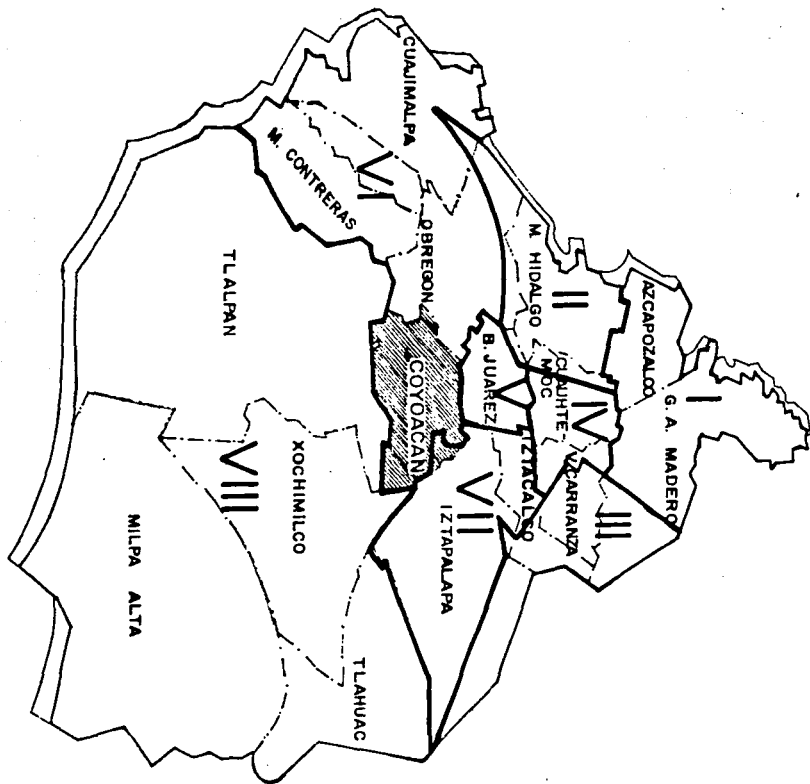 CUAJIMALPA
M. CONTRERAS
VI
OBREGON
TLALPAN
M. HIDALGO
II
AZCAPOZALCO
I
G. A. MADERO
COYOACAN
B. JUAREZ
V
CUAUHTE
MOC
IV
V. CARRANZA
III
IZTACALCO
VII
IZTAPALAPA
XOCHIMILCO
VIII
MILPA ALTA
TLAHUAC